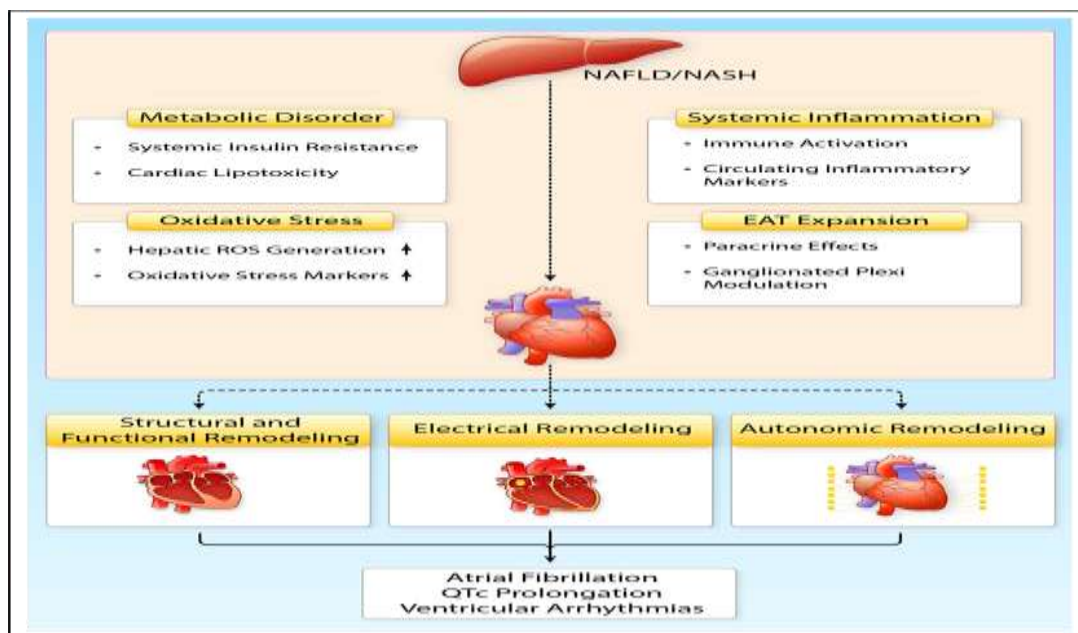 NAFLD/NASH
Metabolic Disorder
- Systemic Insulin Resistance
- Cardiac Lipotoxicity
Oxidative Stress
- Hepatic ROS Generation ↑
- Oxidative Stress Markers ↑
Systemic Inflammation
- Immune Activation
- Circulating Inflammatory
Markers
EAT Expansion
- Paracrine Effects
- Ganglionated Plexi
Modulation
Structural and
Functional Remodeling
Electrical Remodeling
Autonomic Remodeling
Atrial Fibrillation
QTc Prolongation
Ventricular Arrhythmias